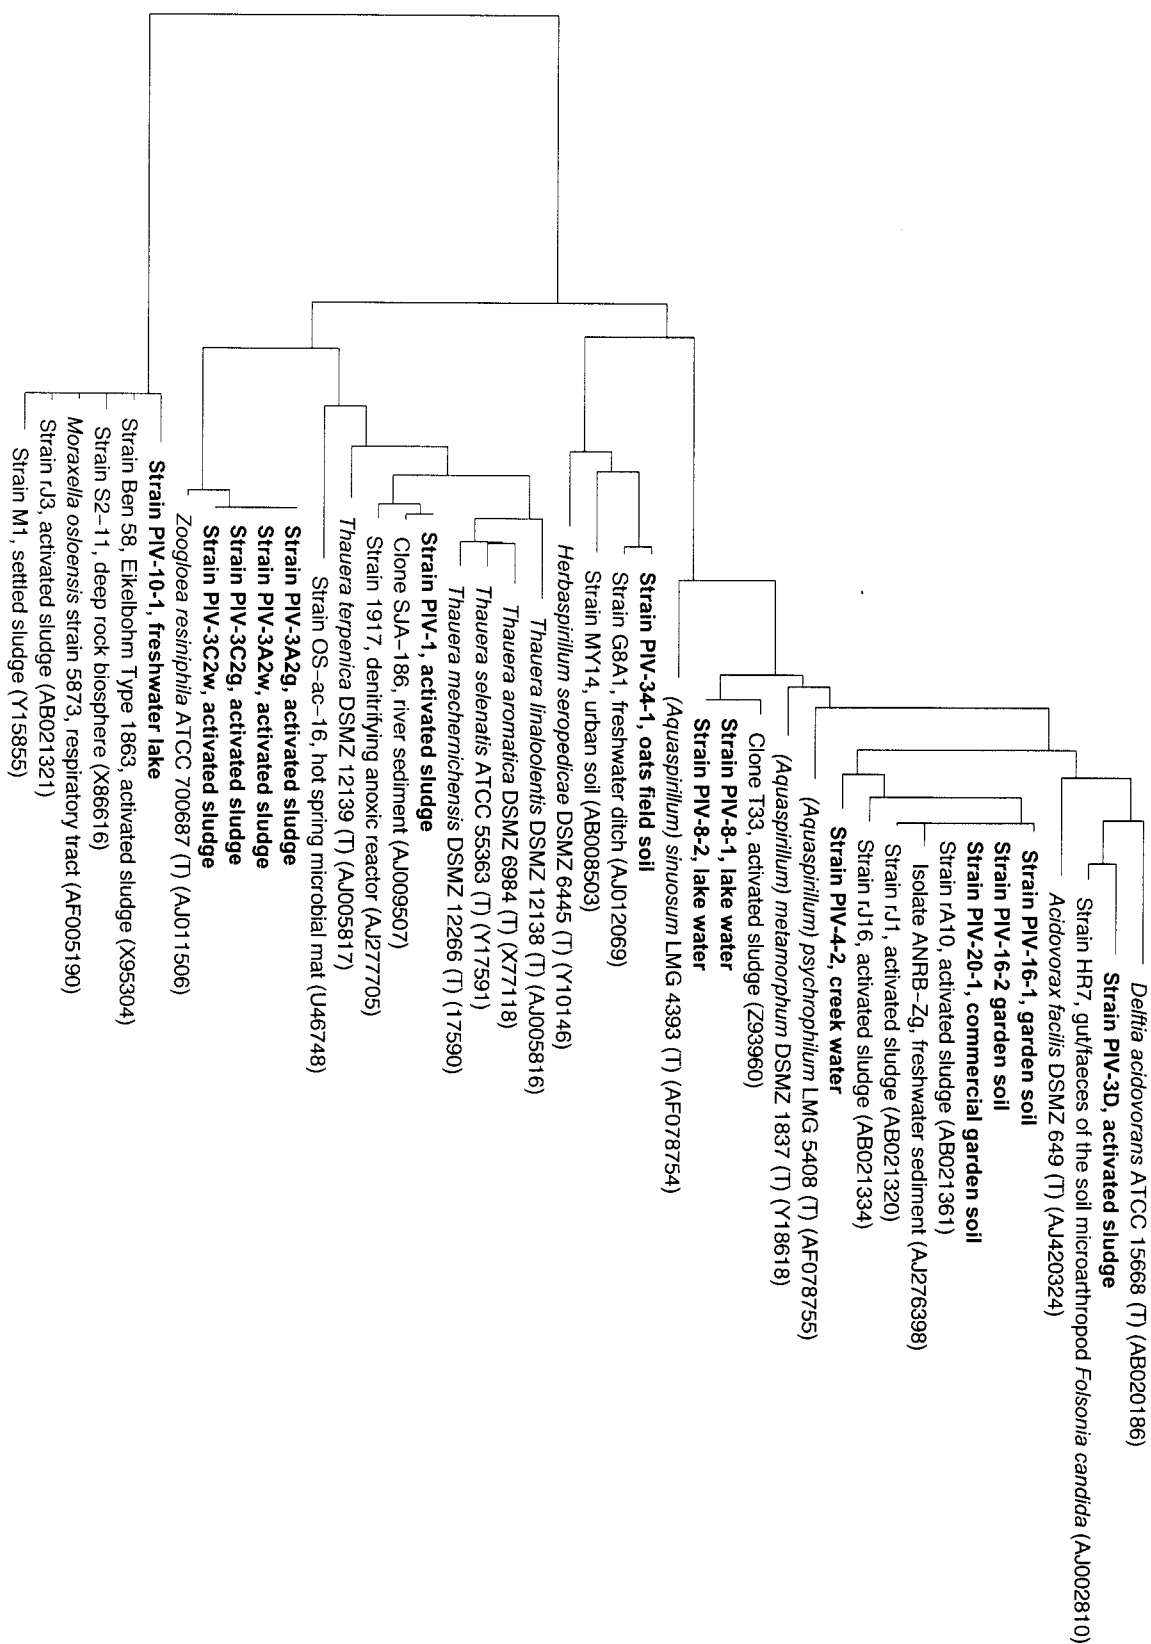 Delftia acidovorans ATCC 15668 (T) (AB020186)
Strain PIV-3D, activated sludge
Strain HR7, gut/faeces of the soil microarthropod Folsonia candida (AJ002810)
Acidovorax facilis DSMZ 649 (T) (AJ420324)
Strain PIV-16-1, garden soil
Strain PIV-16-2 garden soil
Strain PIV-20-1, commercial garden soil
Strain rA10, activated sludge (AB021361)
Isolate ANRB-Zg, freshwater sediment (AJ276398)
Strain rJ1, activated sludge (AB021320)
Strain rJ16, activated sludge (AB021334)
Strain PIV-4-2, creek water
(Aquaspirillum) psychrophilum LMG 5408 (T) (AF078755)
(Aquaspirillum) metamorphum DSMZ 1837 (T) (Y18618)
Clone T33, activated sludge (Z93960)
Strain PIV-8-1, lake water
Strain PIV-8-2, lake water
(Aquaspirillum) sinuosum LMG 4393 (T) (AF078754)
Strain PIV-34-1, oats field soil
Strain G8A1, freshwater ditch (AJ012069)
Strain MY14, urban soil (AB008503)
Herbaspirillum seropedicae DSMZ 6445 (T) (Y10146)
Thauera linaloolentis DSMZ 12138 (T) (AJ005816)
Thauera aromatica DSMZ 6984 (T) (X77118)
Thauera selenatis ATCC 55363 (T) (Y17591)
Thauera mechernichensis DSMZ 12266 (T) (17590)
Strain PIV-1, activated sludge
Clone SJA-186, river sediment (AJ009507)
Strain 1917, denitrifying anoxic reactor (AJ277705)
Thauera terpenica DSMZ 12139 (T) (AJ005817)
Strain OS-ac-16, hot spring microbial mat (U46748)
Strain PIV-3A2g, activated sludge
Strain PIV-3A2w, activated sludge
Strain PIV-3C2g, activated sludge
Strain PIV-3C2w, activated sludge
Zoogloea resiniphila ATCC 700687 (T) (AJ011506)
Strain PIV-10-1, freshwater lake
Strain Ben 58, Eikelbohm Type 1863, activated sludge (X95304)
Strain S2-11, deep rock biosphere (X86616)
Moraxella osloensis strain 5873, respiratory tract (AF005190)
Strain rJ3, activated sludge (AB021321)
Strain M1, settled sludge (Y15855)